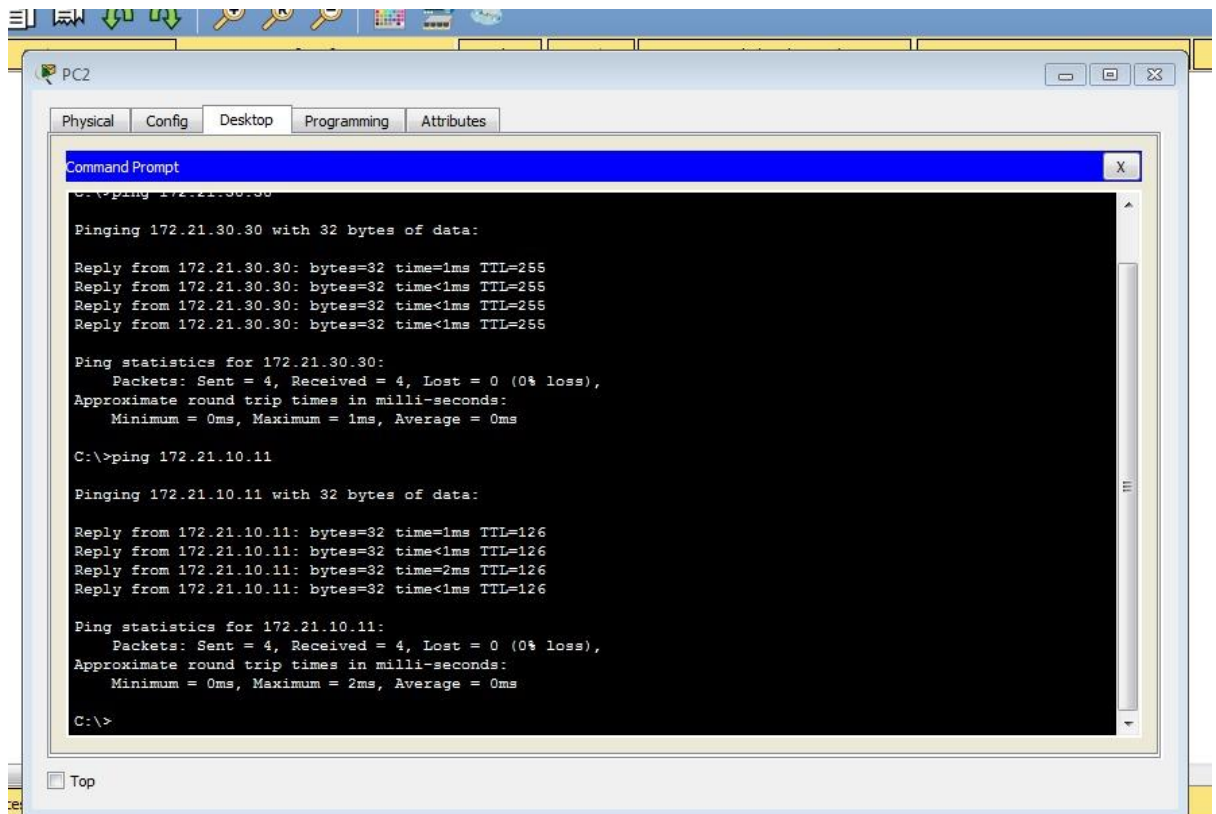 PC2
Physical Config Desktop Programming Attributes
Command Prompt
X
C:\>ping 172.21.30.30
Pinging 172.21.30.30 with 32 bytes of data:
Reply from 172.21.30.30: bytes=32 time=1ms TTL=255
Reply from 172.21.30.30: bytes=32 time<1ms TTL=255
Reply from 172.21.30.30: bytes=32 time<1ms TTL=255
Reply from 172.21.30.30: bytes=32 time<1ms TTL=255
Ping statistics for 172.21.30.30:
Packets: Sent = 4, Received = 4, Lost = 0 (0% loss),
Approximate round trip times in milli-seconds:
Minimum = 0ms, Maximum = 1ms, Average = 0ms
C:\>ping 172.21.10.11
Pinging 172.21.10.11 with 32 bytes of data:
Reply from 172.21.10.11: bytes=32 time=1ms TTL=126
Reply from 172.21.10.11: bytes=32 time<1ms TTL=126
Reply from 172.21.10.11: bytes=32 time=2ms TTL=126
Reply from 172.21.10.11: bytes=32 time<1ms TTL=126
Ping statistics for 172.21.10.11:
Packets: Sent = 4, Received = 4, Lost = 0 (0% loss),
Approximate round trip times in milli-seconds:
Minimum = 0ms, Maximum = 2ms, Average = 0ms
C:\>
Top